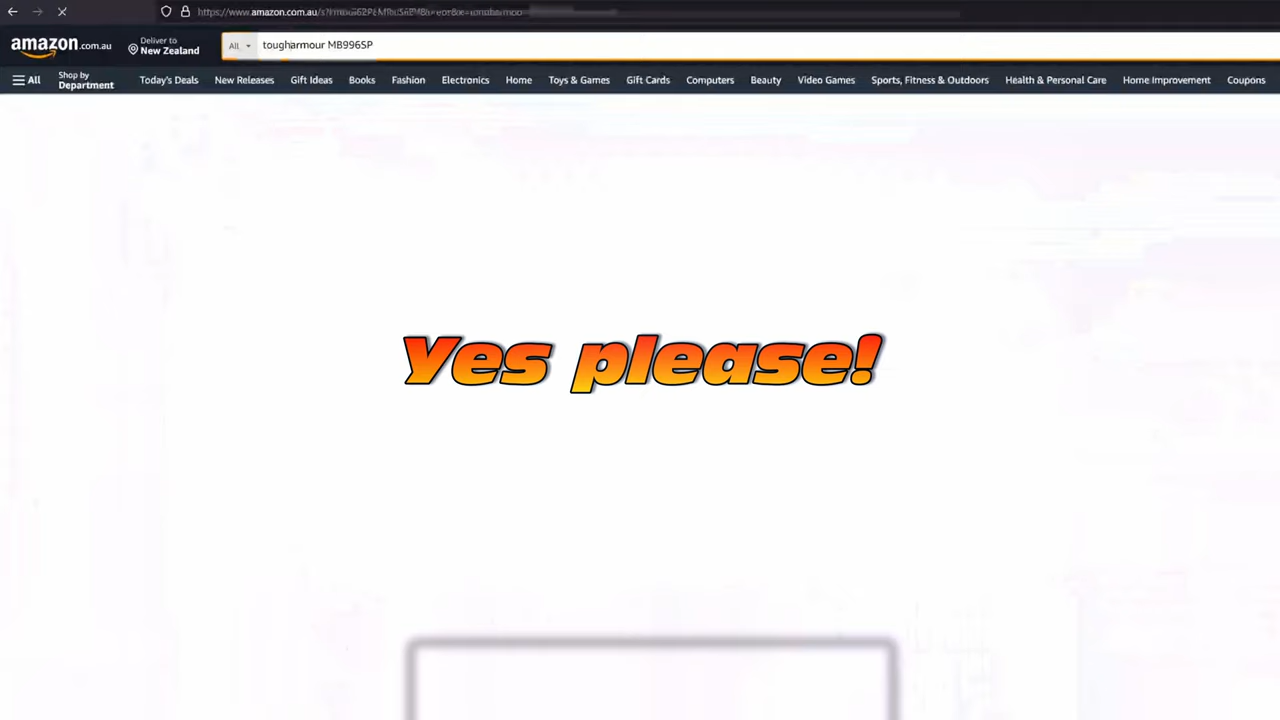 amazon.com.au
Deliver to
New Zealand
All
tougharmour MB996SP
All
Shop by
Department
Today's Deals
New Releases
Gift Ideas
Books
Fashion
Electronics
Home
Toys & Games
Gift Cards
Computers
Beauty
Video Games
Sports, Fitness & Outdoors
Health & Personal Care
Home Improvement
Coupons
Yes please!